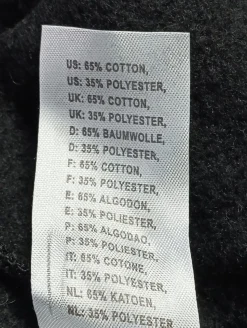 US: 65% COTTON,
US: 35% POLYESTER,
UK: 65% COTTON,
UK: 35% POLYESTER,
D: 65% BAUMWOLLE,
D: 35% POLYESTER,
F: 65% COTTON,
F: 35% POLYESTER,
E: 65% ALGODON,
E: 35% POLIESTER,
P: 65% ALGODAO,
P: 35% POLIESTER,
IT: 65% COTONE,
IT: 35% POLYESTER,
NL: 65% KATOEN,
NL: 35% POLYESTER,